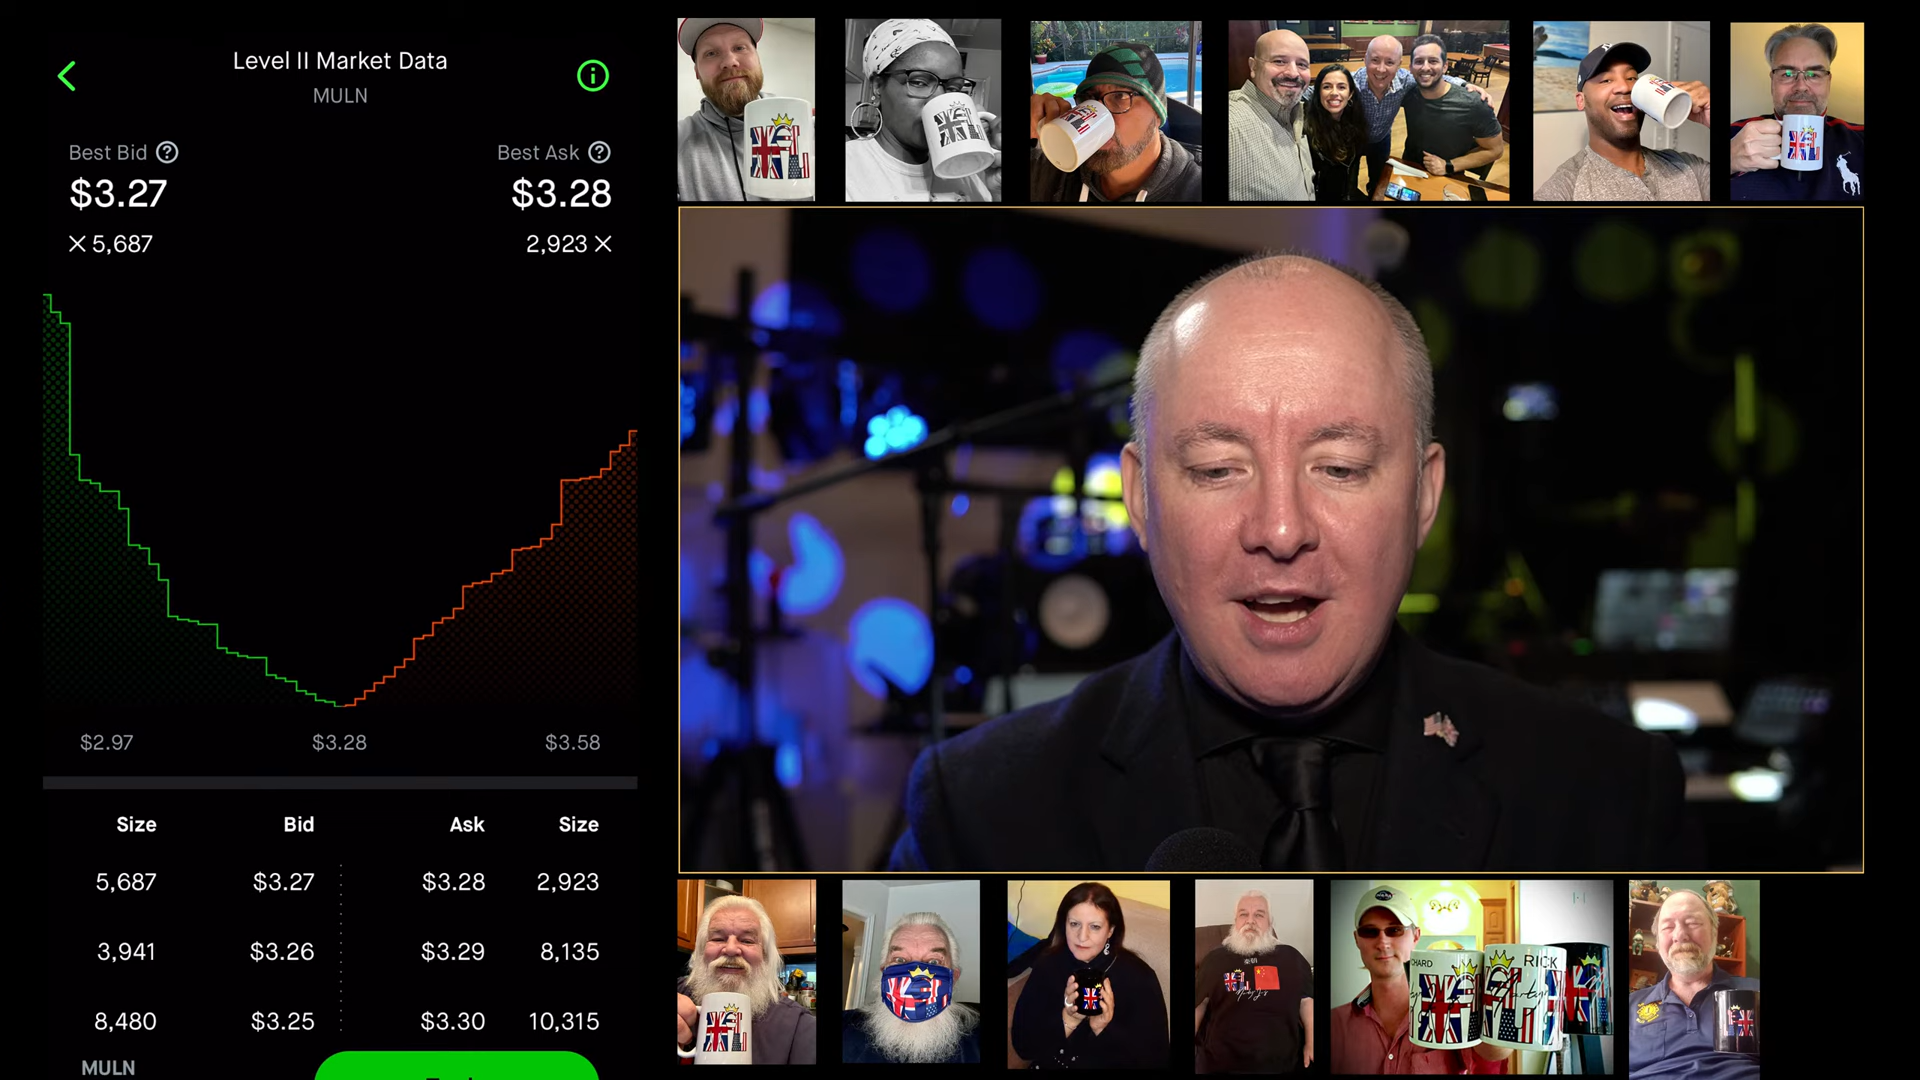 Level II Market Data
MULN
Best Bid
Best Ask
$3.27
$3.28
× 5,687
2,923 ×
$2.97
$3.28
$3.58
Size Bid Ask Size
5,687 $3.27 $3.28 2,923
3,941 $3.26 $3.29 8,135
8,480 $3.25 $3.30 10,315
MULN
RICK